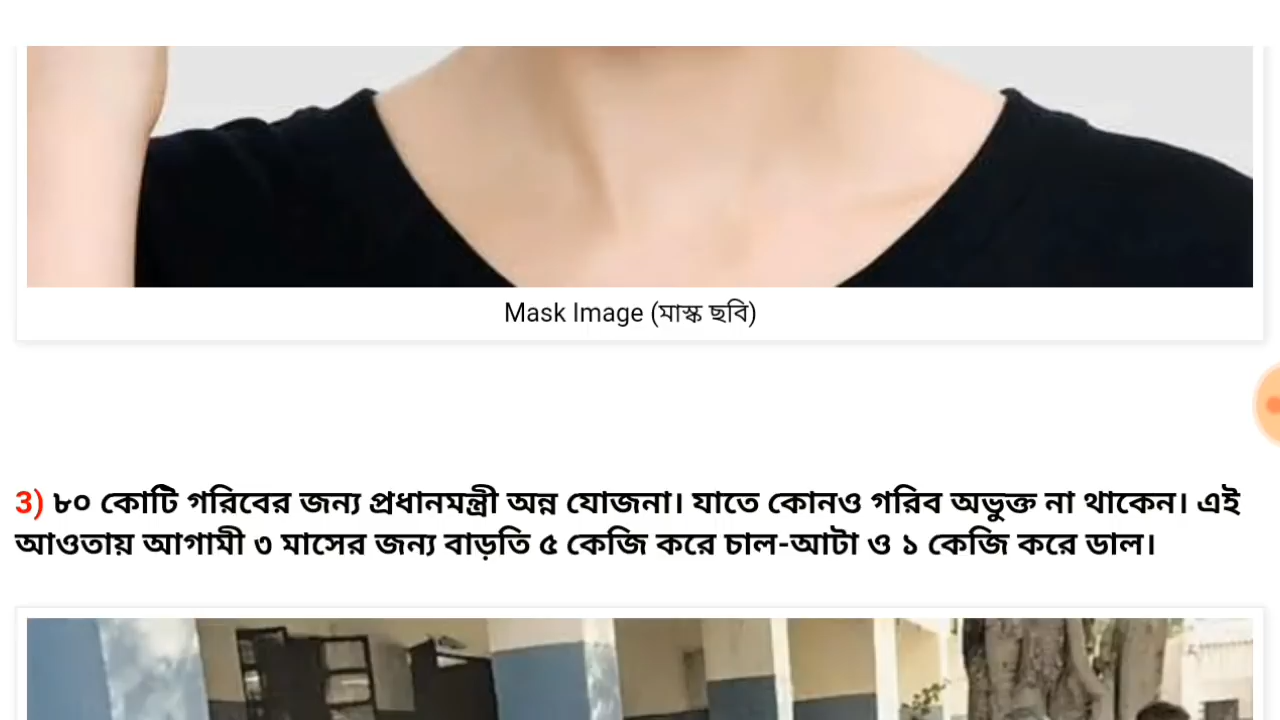 Mask Image (মাস্ক ছবি)
3) ৮০ কোটি গরিবের জন্য প্রধানমন্ত্রী অন্ন যোজনা। যাতে কোনও গরিব অভুক্ত না থাকেন। এই
আওতায় আগামী ৩ মাসের জন্য বাড়তি ৫ কেজি করে চাল-আটা ও ১ কেজি করে ডাল।